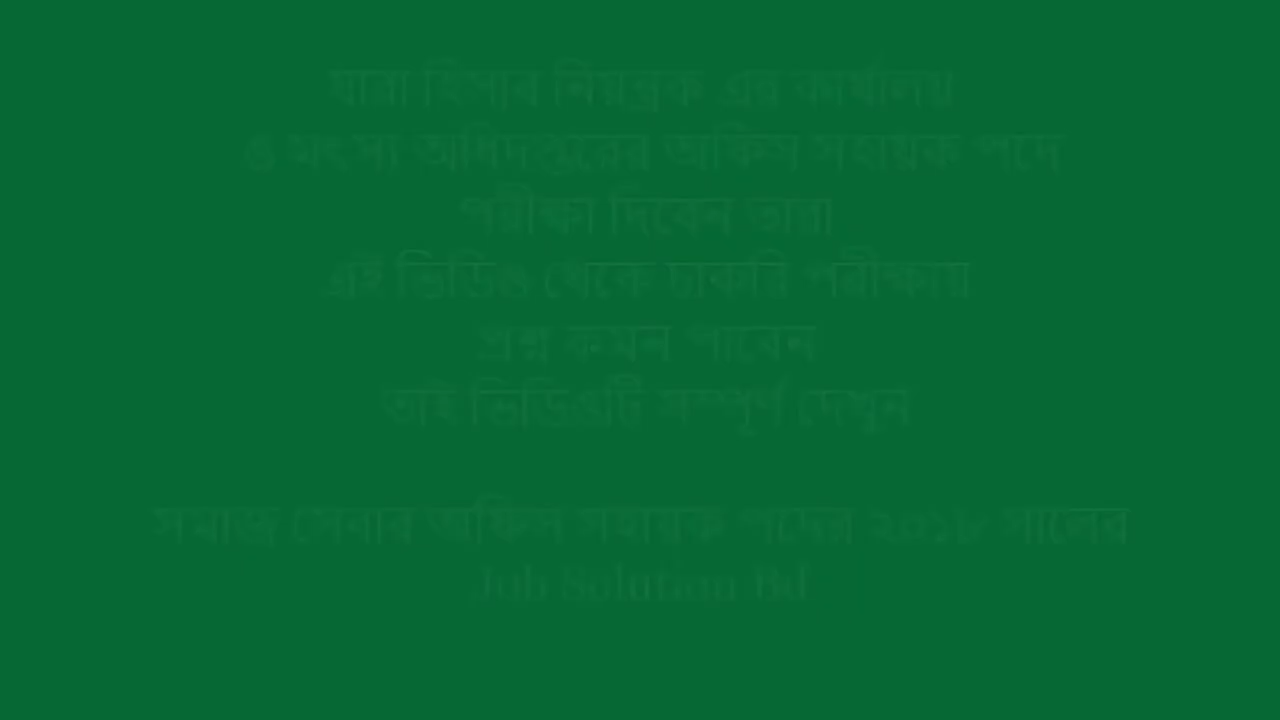 যারা হিসাব নিয়ন্ত্রক এর কার্যালয়
ও মৎস্য অধিদপ্তরের অফিস সহায়ক পদে
পরীক্ষা দিবেন তারা
এই ভিডিও থেকে চাকরি পরীক্ষায়
প্রশ্ন কমন পাবেন
তাই ভিডিওটি সম্পূর্ণ দেখুন
সমাজ সেবার অফিস সহায়ক পদের ২০১৮ সালের
Job Solution Bd